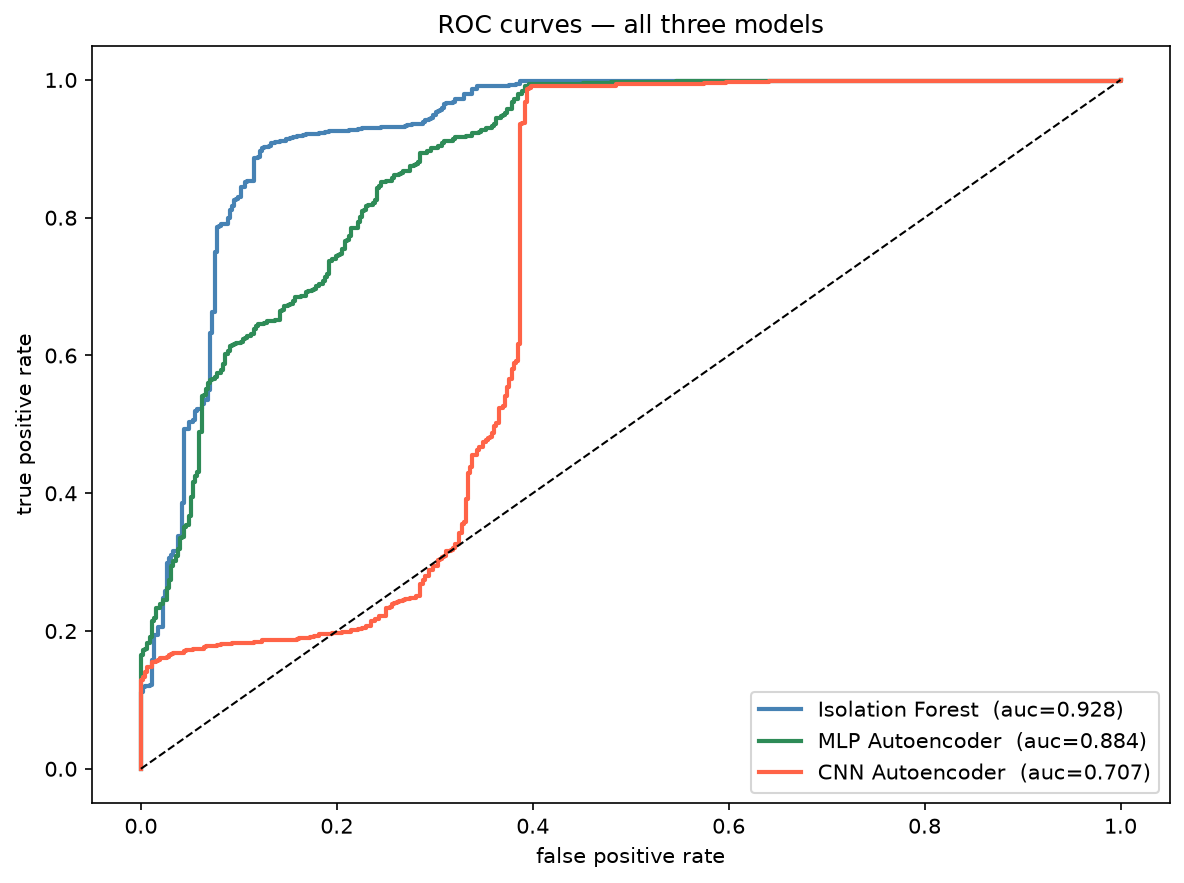 ROC curves — all three models
true positive rate
1.0
0.8
0.6
0.4
0.2
0.0
0.0 0.2 0.4 0.6 0.8 1.0
false positive rate
Isolation Forest (auc=0.928)
MLP Autoencoder (auc=0.884)
CNN Autoencoder (auc=0.707)